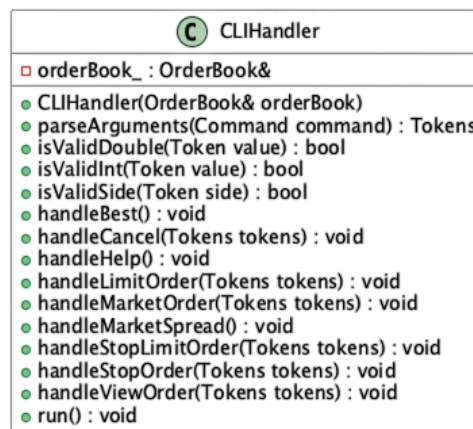 C CLIHandler
orderBook_ : OrderBook&
CLIHandler(OrderBook& orderBook)
parseArguments(Command command) : Tokens
isValidDouble(Token value) : bool
isValidInt(Token value) : bool
isValidSide(Token side) : bool
handleBest() : void
handleCancel(Tokens tokens) : void
handleHelp() : void
handleLimitOrder(Tokens tokens) : void
handleMarketOrder(Tokens tokens) : void
handleMarketSpread() : void
handleStopLimitOrder(Tokens tokens) : void
handleStopOrder(Tokens tokens) : void
handleViewOrder(Tokens tokens) : void
run() : void